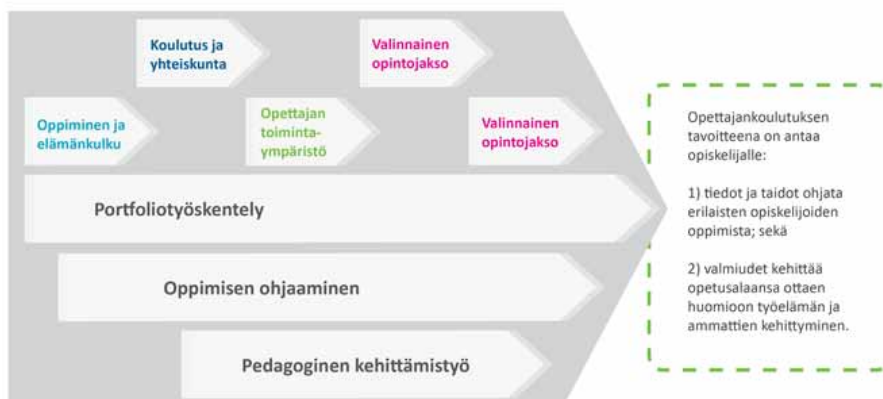 Koulutus ja
yhteiskunta
Valinnainen
opintojakso
Oppiminen ja
elämänkulku
Opettajan
toiminta-
ympäristö
Valinnainen
opintojakso
Portfoliotyöskentely
Oppimisen ohjaaminen
Pedagoginen kehittämistyö
Opettajankoulutuksen
tavoitteena on antaa
opiskelijalle:
1) tiedot ja taidot ohjata
erilaisten opiskelijoiden
oppimista; sekä
2) valmiudet kehittää
opetusalaansa ottaen
huomioon työelämän ja
ammattien kehittyminen.